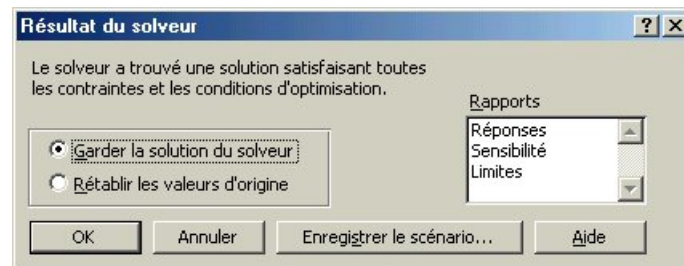 Résultat du solveur
Le solveur a trouvé une solution satisfaisant toutes
les contraintes et les conditions d'optimisation.
Rapports
Réponses
Sensibilité
Limites
Garder la solution du solveur
Rétablir les valeurs d'origine
OK
Annuler
Enregistrer le scénario...
Aide